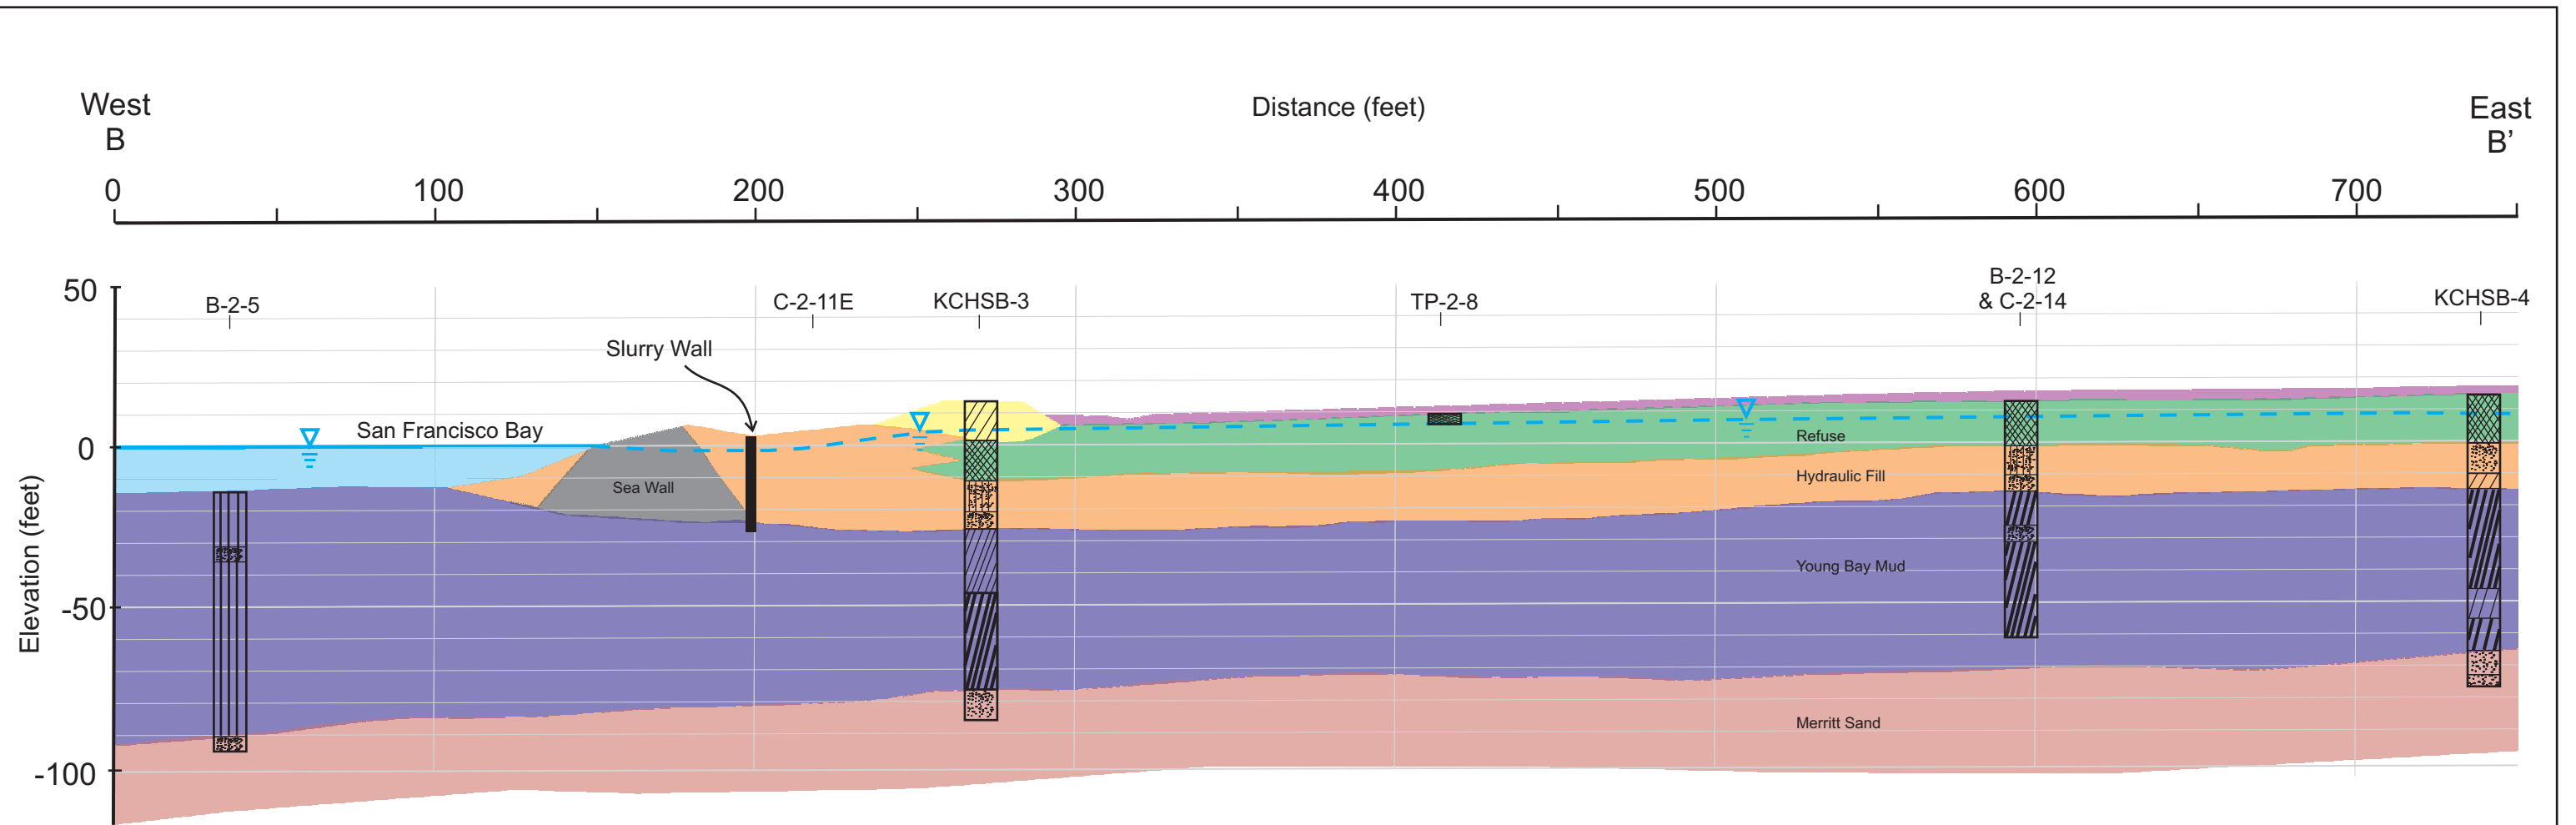 West
B
Distance (feet)
East
B’
0 100 200 300 400 500 600 700
50
0
-50
-100
Elevation (feet)
B-2-5
C-2-11E
KCHSB-3
TP-2-8
B-2-12
& C-2-14
KCHSB-4
Slurry Wall
San Francisco Bay
Sea Wall
Refuse
Hydraulic Fill
Young Bay Mud
Merritt Sand